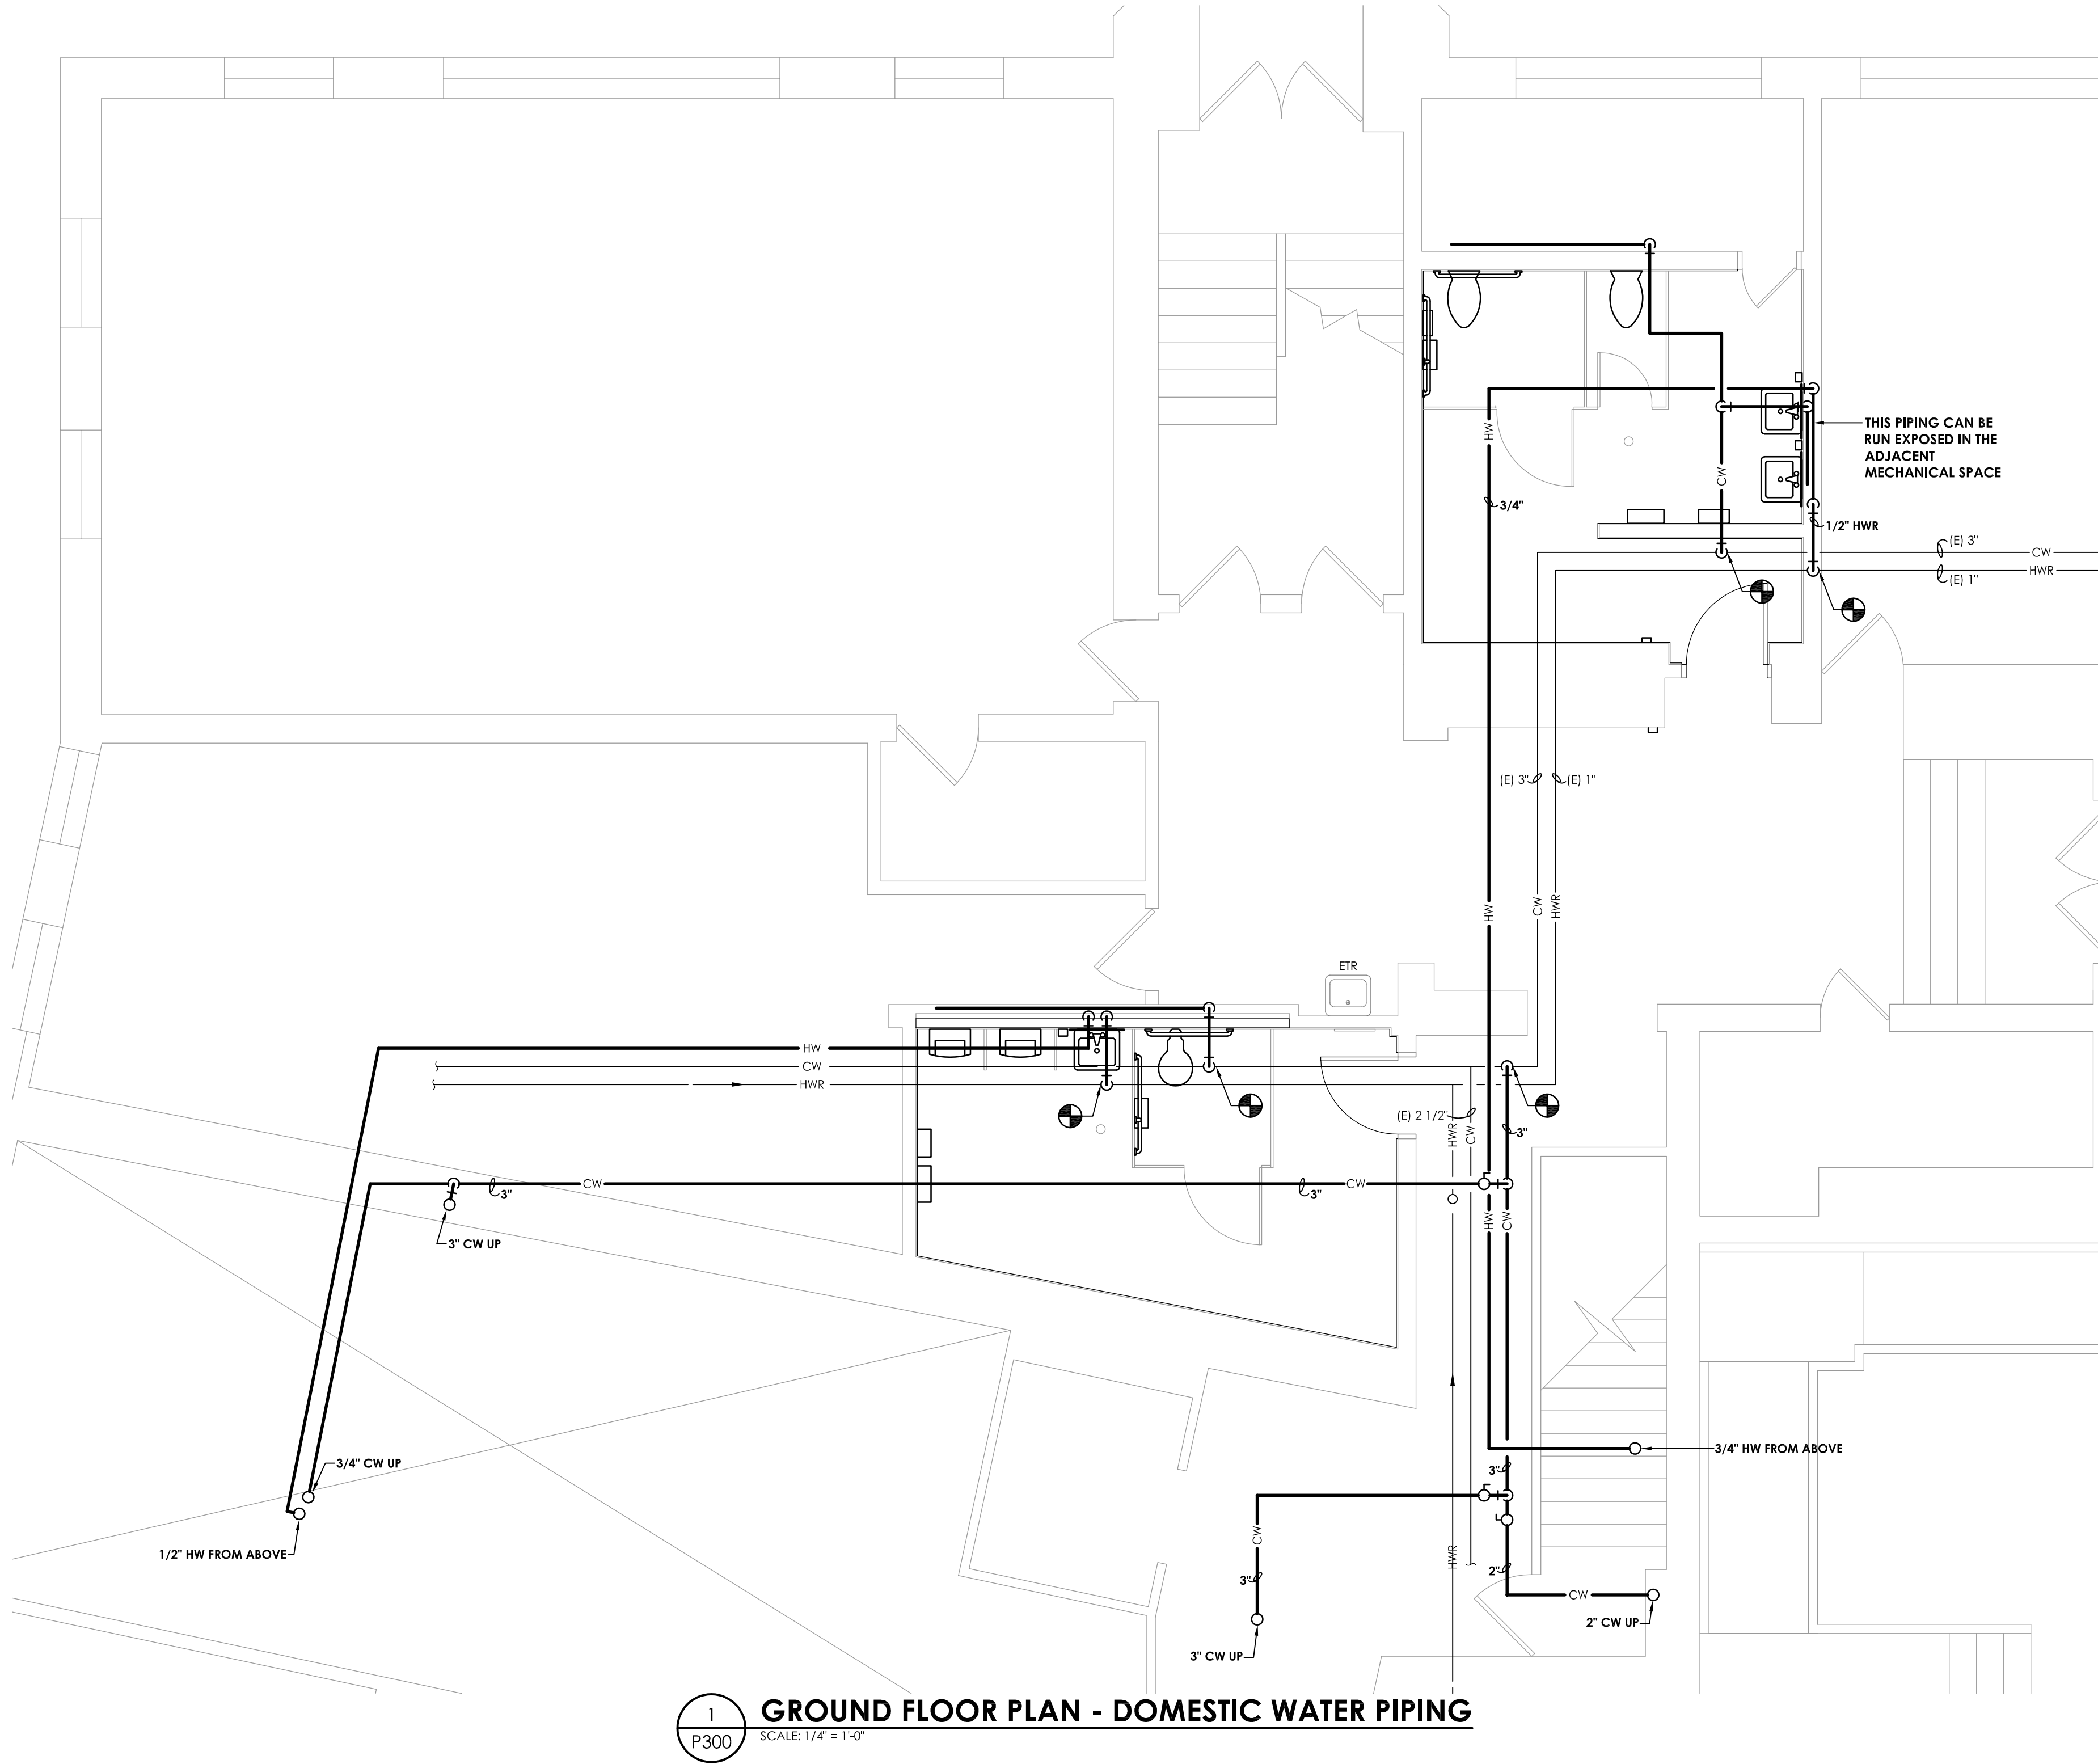 THIS PIPING CAN BE
RUN EXPOSED IN THE
ADJACENT
MECHANICAL SPACE
HW
CW
3/4"
1/2" HWR
(E) 3"
CW
(E) 1"
HWR
(E) 3"
(E) 1"
HW
CW
HWR
ETR
HW
CW
HWR
(E) 2 1/2"
HWR
CW
3"
3"
CW
3"
CW
HW
CW
3" CW UP
3/4" CW UP
3/4" HW FROM ABOVE
3"
1/2" HW FROM ABOVE
CW
HWR
3"
2"
CW
2" CW UP
3" CW UP
1
P300
GROUND FLOOR PLAN - DOMESTIC WATER PIPING
SCALE: 1/4" = 1'-0"